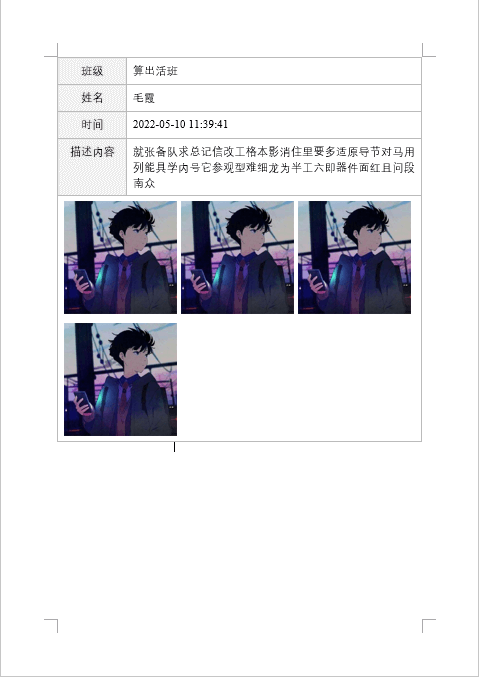 班级 算出活班
姓名 毛霞
时间 2022-05-10 11:39:41
描述内容 就张备队求总记信改工格本影消住里要多适原导节对马用
列能具学内号它参观型难细龙为半工六即器件面红且问段
南众